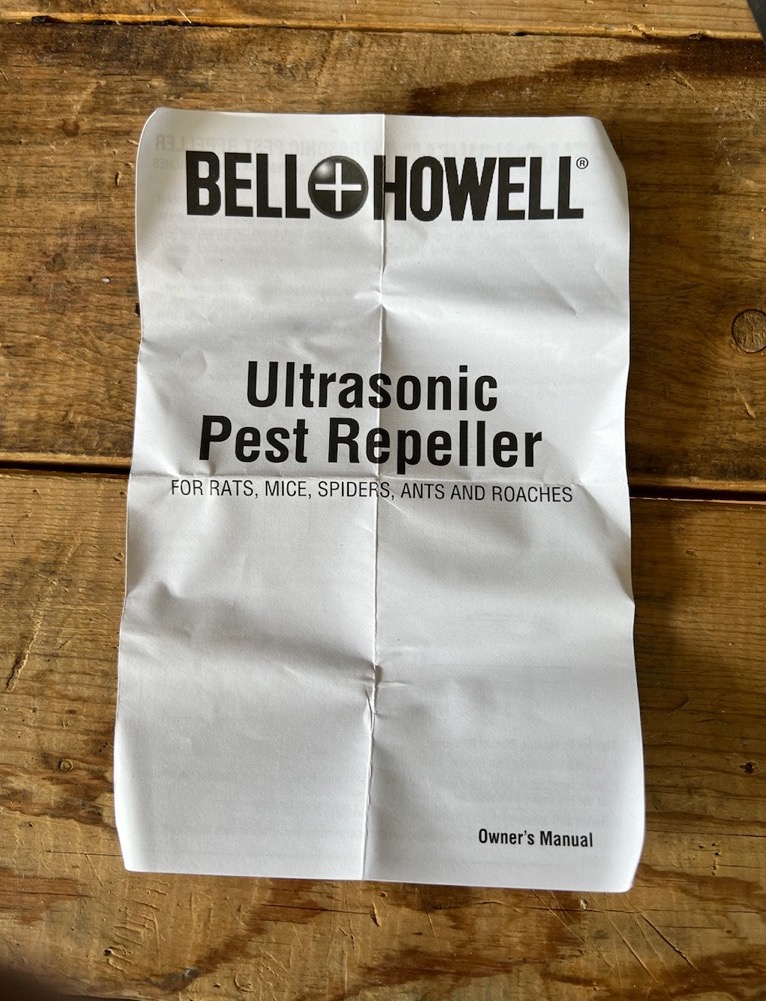 BELL+HOWELL®
Ultrasonic
Pest Repeller
FOR RATS, MICE, SPIDERS, ANTS AND ROACHES
Owner's Manual